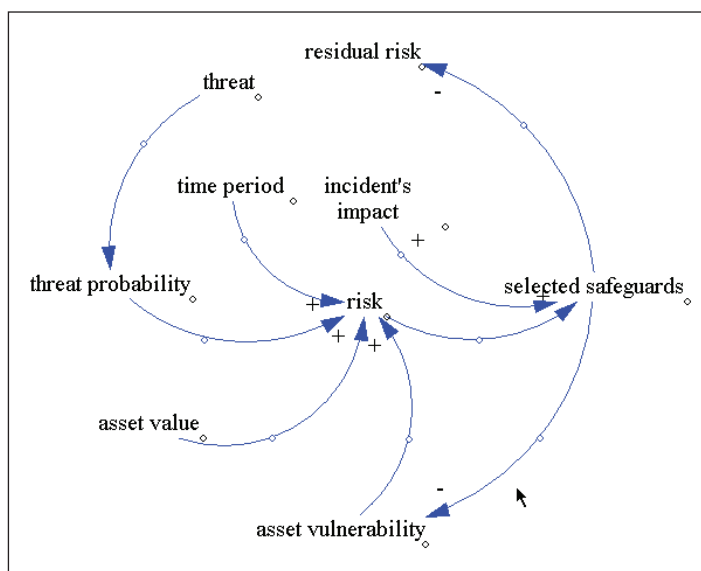 residual risk
-
threat
time period
incident's
impact
+
threat probability
selected safeguards
+
risk
+
+
+
asset value
-
asset vulnerability